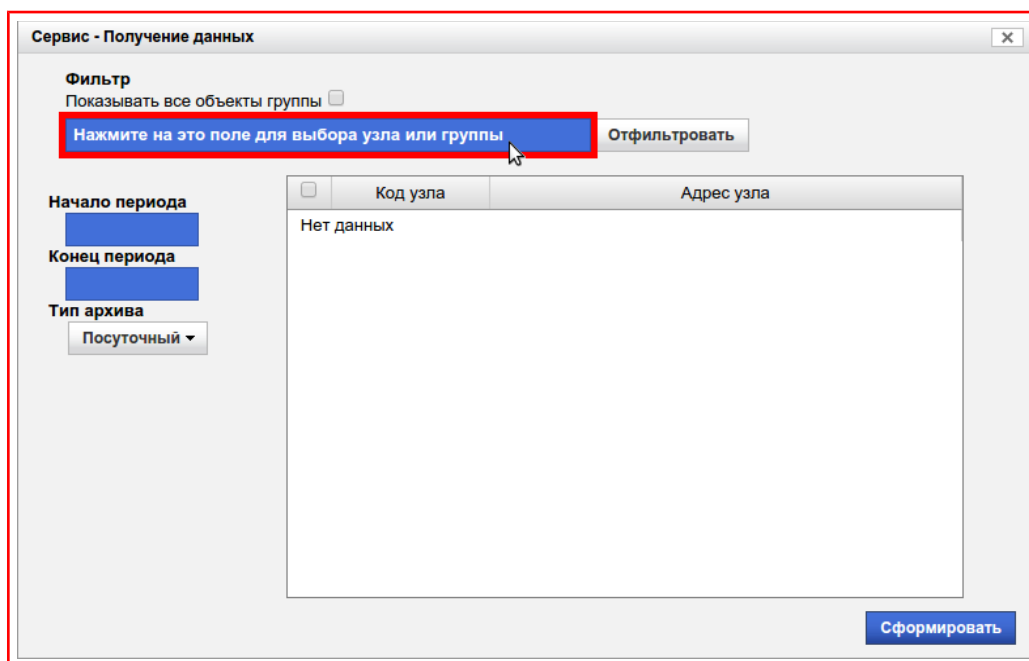 Сервис - Получение данных
Фильтр
Показывать все объекты группы
Нажмите на это поле для выбора узла или группы
Отфильтровать
Начало периода
Конец периода
Тип архива
Посуточный
Код узла
Адрес узла
Нет данных
Сформировать